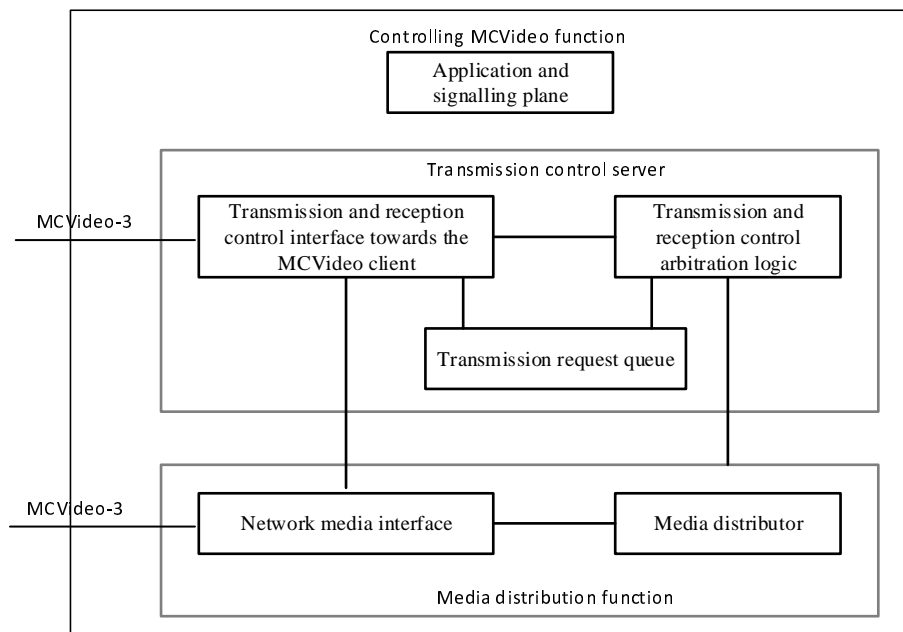 Controlling MCVideo function
Application and
signalling plane
Transmission control server
MCVideo-3
Transmission and reception
control interface towards the
MCVideo client
Transmission and
reception control
arbitration logic
Transmission request queue
MCVideo-3
Network media interface
Media distributor
Media distribution function